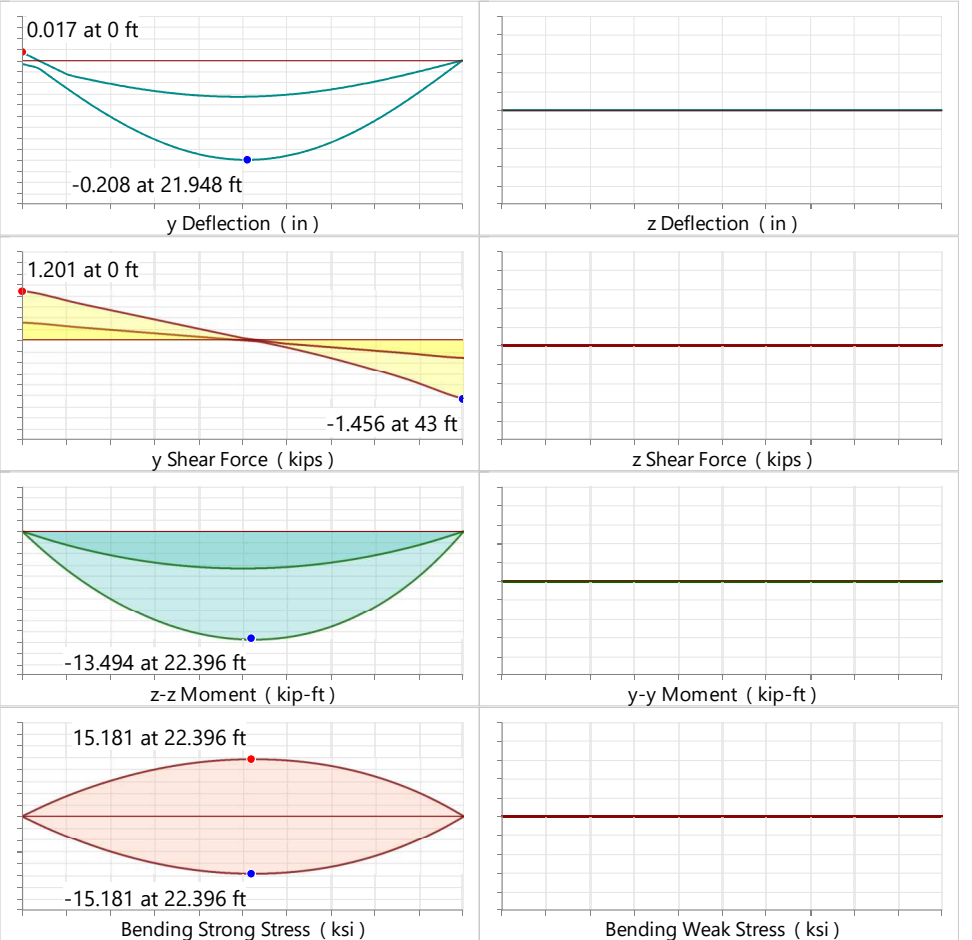 0.017 at 0 ft
-0.208 at 21.948 ft
y Deflection ( in )
z Deflection ( in )
1.201 at 0 ft
-1.456 at 43 ft
y Shear Force ( kips )
z Shear Force ( kips )
-13.494 at 22.396 ft
z-z Moment ( kip-ft )
y-y Moment ( kip-ft )
15.181 at 22.396 ft
-15.181 at 22.396 ft
Bending Strong Stress ( ksi )
Bending Weak Stress ( ksi )